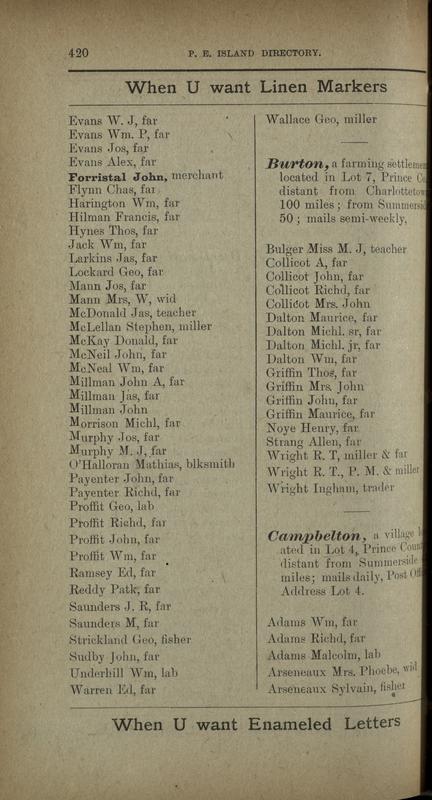 420 P. E. ISLAND DIRECTORY.
When U want Linen Markers
Evans W. J, far
Evans Wm. P, far
Evans Jos, far
Evans Alex, far
Forristal John, merchant
Flynn Chas, far
Harington Wm, far
Hilman Francis, far
Hynes Thos, far
Jack Wm, far
Larkins Jas, far
Lockard Geo, far
Mann Jos, far
Mann Mrs, W, wid
McDonald Jas, teacher
McLellan Stephen, miller
McKay Donald, far
McNeil John, far
McNeal Wm, far
Millman John A, far
Millman Jas, far
Millman John
Morrison Michl, far
Murphy Jos, far
Murphy M. J, far
O'Halloran Mathias, blksmith
Payenter John, far
Payenter Richd, far
Proffit Geo, lab
Proffit Richd, far
Proffit John, far
Proffit Wm, far
Ramsey Ed, far
Reddy Patk, far
Saunders J. R, far
Saunders M, far
Strickland Geo, fisher
Sudby John, far
Underhill Wm, lab
Warren Ed, far
Wallace Geo, miller
Burton, a farming settlemen
located in Lot 7, Prince Co
distant from Charlottetow
100 miles; from Summersid
50; mails semi-weekly,
Bulger Miss M. J, teacher
Collicot A, far
Collicot John, far
Collicot Richd, far
Collicot Mrs. John
Dalton Maurice, far
Dalton Michl. sr, far
Dalton Michl. jr, far
Dalton Wm, far
Griffin Thos, far
Griffin Mrs. John
Griffin John, far
Griffin Maurice, far
Noye Henry, far
Strang Allen, far
Wright R. T, miller & far
Wright R. T., P. M. & miller
Wright Ingham, trader
Campbelton, a village l
ated in Lot 4, Prince Coun
distant from Summerside
miles; mails daily, Post Off
Address Lot 4.
Adams Wm, far
Adams Richd, far
Adams Malcolm, lab
Arseneaux Mrs. Phoebe, wid
Arseneaux Sylvain, fisher
When U want Enameled Letters